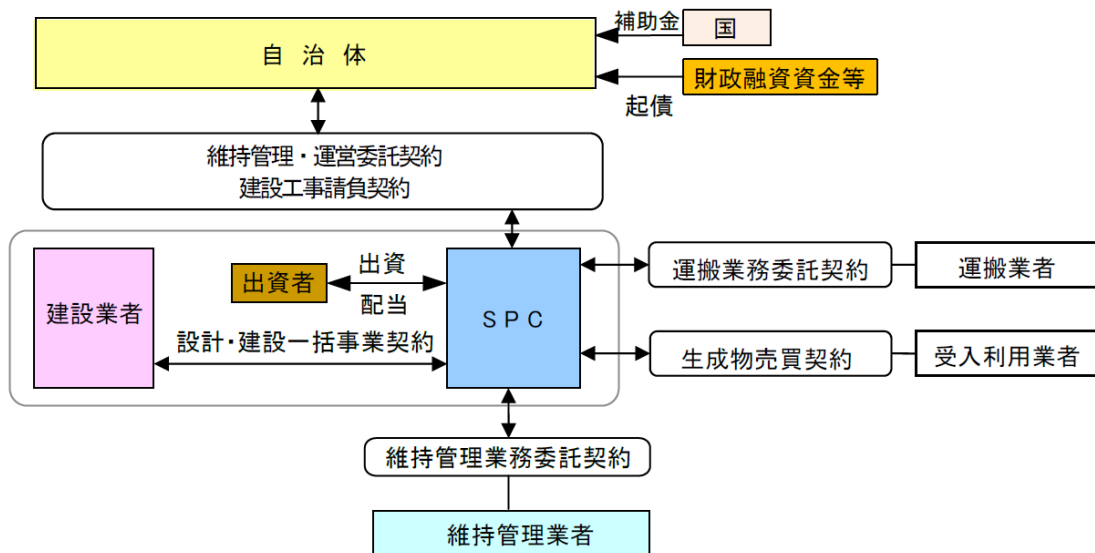 補助金
国
自治体
財政融資資金等
起債
維持管理・運営委託契約
建設工事請負契約
建設業者
出資者
出資
配当
設計・建設一括事業契約
SPC
運搬業務委託契約
運搬業者
生成物売買契約
受入利用業者
維持管理業務委託契約
維持管理業者